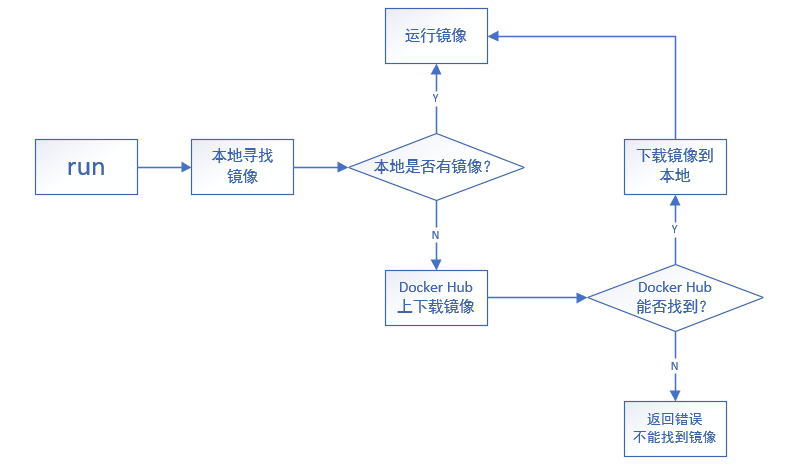 运行镜像
Y
run
本地寻找
镜像
本地是否有镜像？
下载镜像到
本地
N
Y
Docker Hub
上下载镜像
Docker Hub
能否找到？
N
返回错误
不能找到镜像